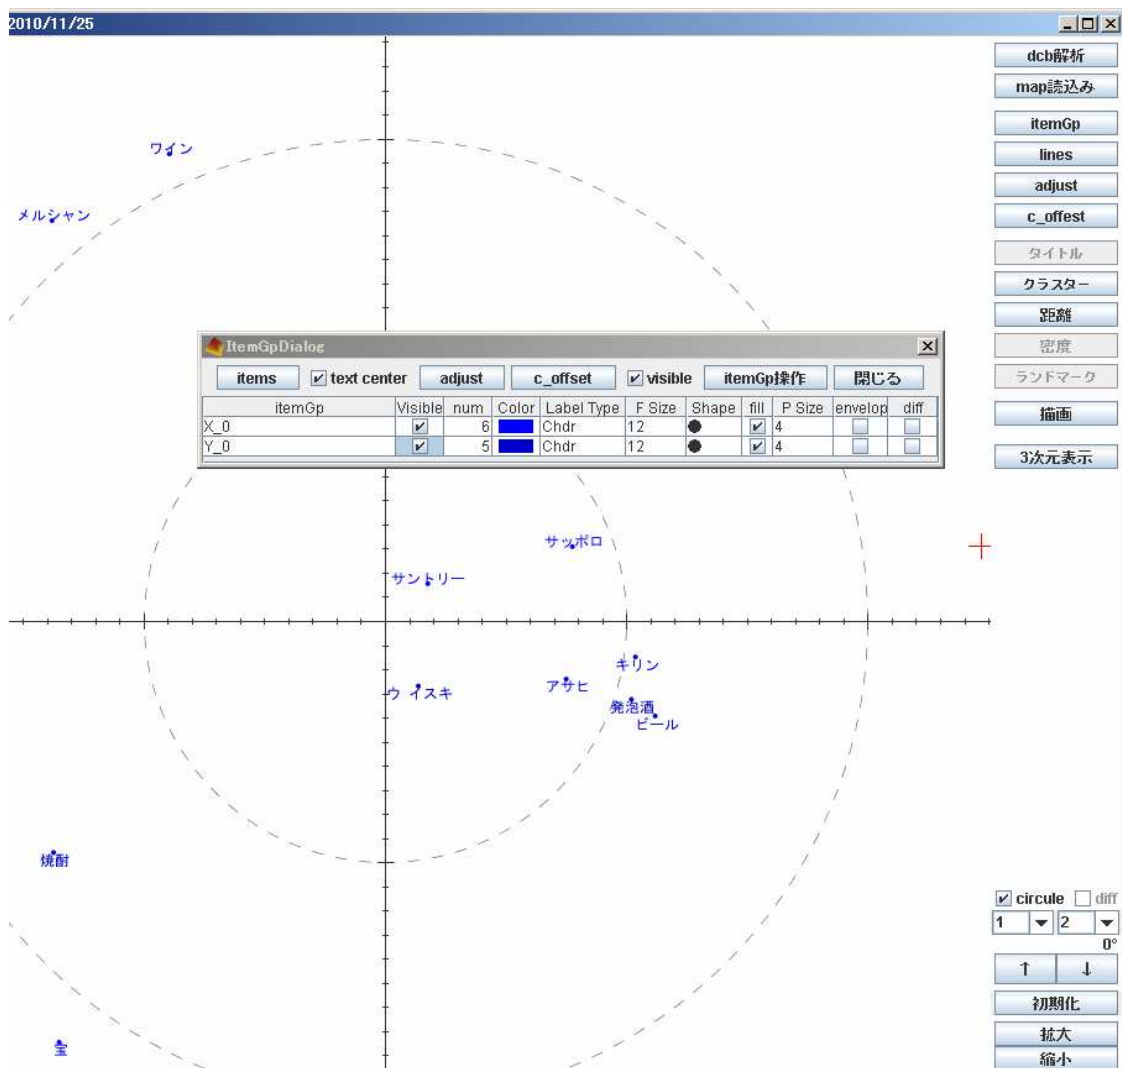 2010/11/25
dcb解析
map読込み
itemGp
lines
adjust
c_offest
タイトル
クラスター
距離
密度
ランドマーク
描画
3次元表示
ワイン
メルシャン
ItemGpDialog
items text center adjust c_offset visible itemGp操作 閉じる
itemGp Visible num Color Label Type F Size Shape fill P Size envelop diff
X_0 6 Chdr 12 4
Y_0 5 Chdr 12 4
サッポロ
サントリー
キリン
アサヒ
ウイスキ
発泡酒
ビール
焼酎
宝
circule diff
1 2
0°
↑ ↓
初期化
拡大
縮小